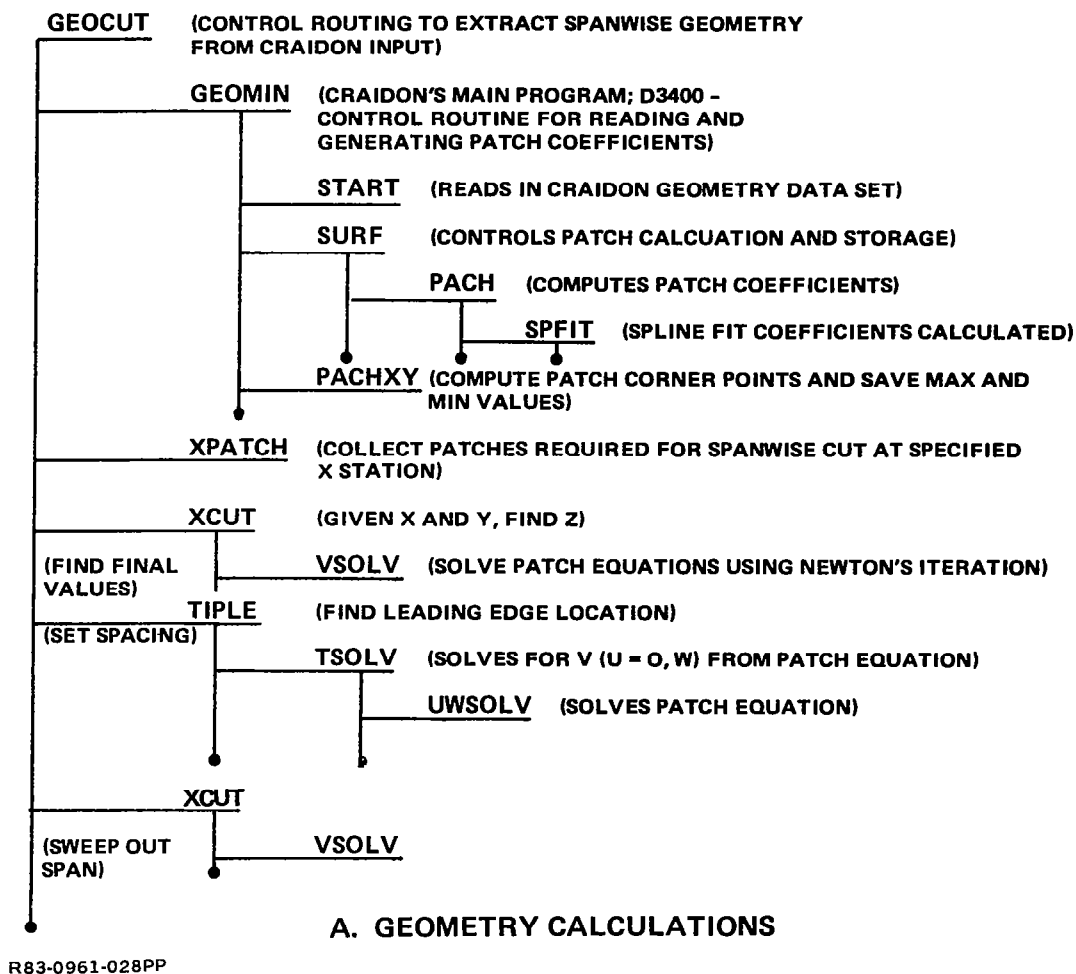 GEOCUT (CONTROL ROUTING TO EXTRACT SPANWISE GEOMETRY
FROM CRAIDON INPUT)
GEOMIN (CRAIDON'S MAIN PROGRAM; D3400 –
CONTROL ROUTINE FOR READING AND
GENERATING PATCH COEFFICIENTS)
START (READS IN CRAIDON GEOMETRY DATA SET)
SURF (CONTROLS PATCH CALCUATION AND STORAGE)
PACH (COMPUTES PATCH COEFFICIENTS)
SPFIT (SPLINE FIT COEFFICIENTS CALCULATED)
PACHXY (COMPUTE PATCH CORNER POINTS AND SAVE MAX AND
MIN VALUES)
XPATCH (COLLECT PATCHES REQUIRED FOR SPANWISE CUT AT SPECIFIED
X STATION)
XCUT (GIVEN X AND Y, FIND Z)
(FIND FINAL
VALUES)
VSOLV (SOLVE PATCH EQUATIONS USING NEWTON'S ITERATION)
TIPLE (FIND LEADING EDGE LOCATION)
(SET SPACING)
TSOLV (SOLVES FOR V (U = O, W) FROM PATCH EQUATION)
UWSOLV (SOLVES PATCH EQUATION)
XCUT
(SWEEP OUT
SPAN)
VSOLV
A. GEOMETRY CALCULATIONS
R83-0961-028PP